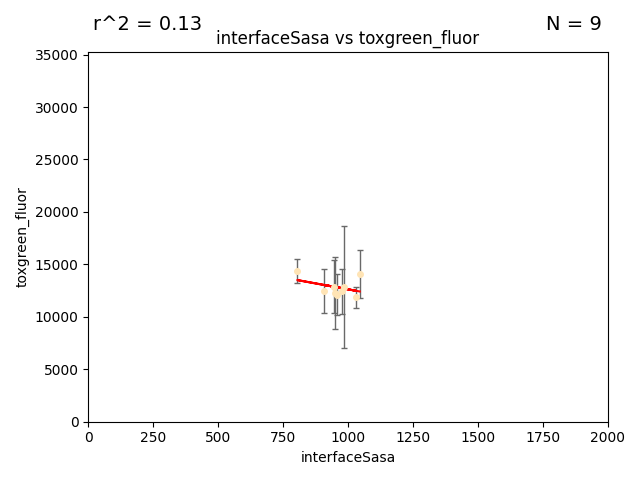 r^2 = 0.13
N = 9
interfaceSasa vs toxgreen_fluor
35000
30000
25000
20000
15000
10000
5000
0
toxgreen_fluor
0 250 500 750 1000 1250 1500 1750 2000
interfaceSasa